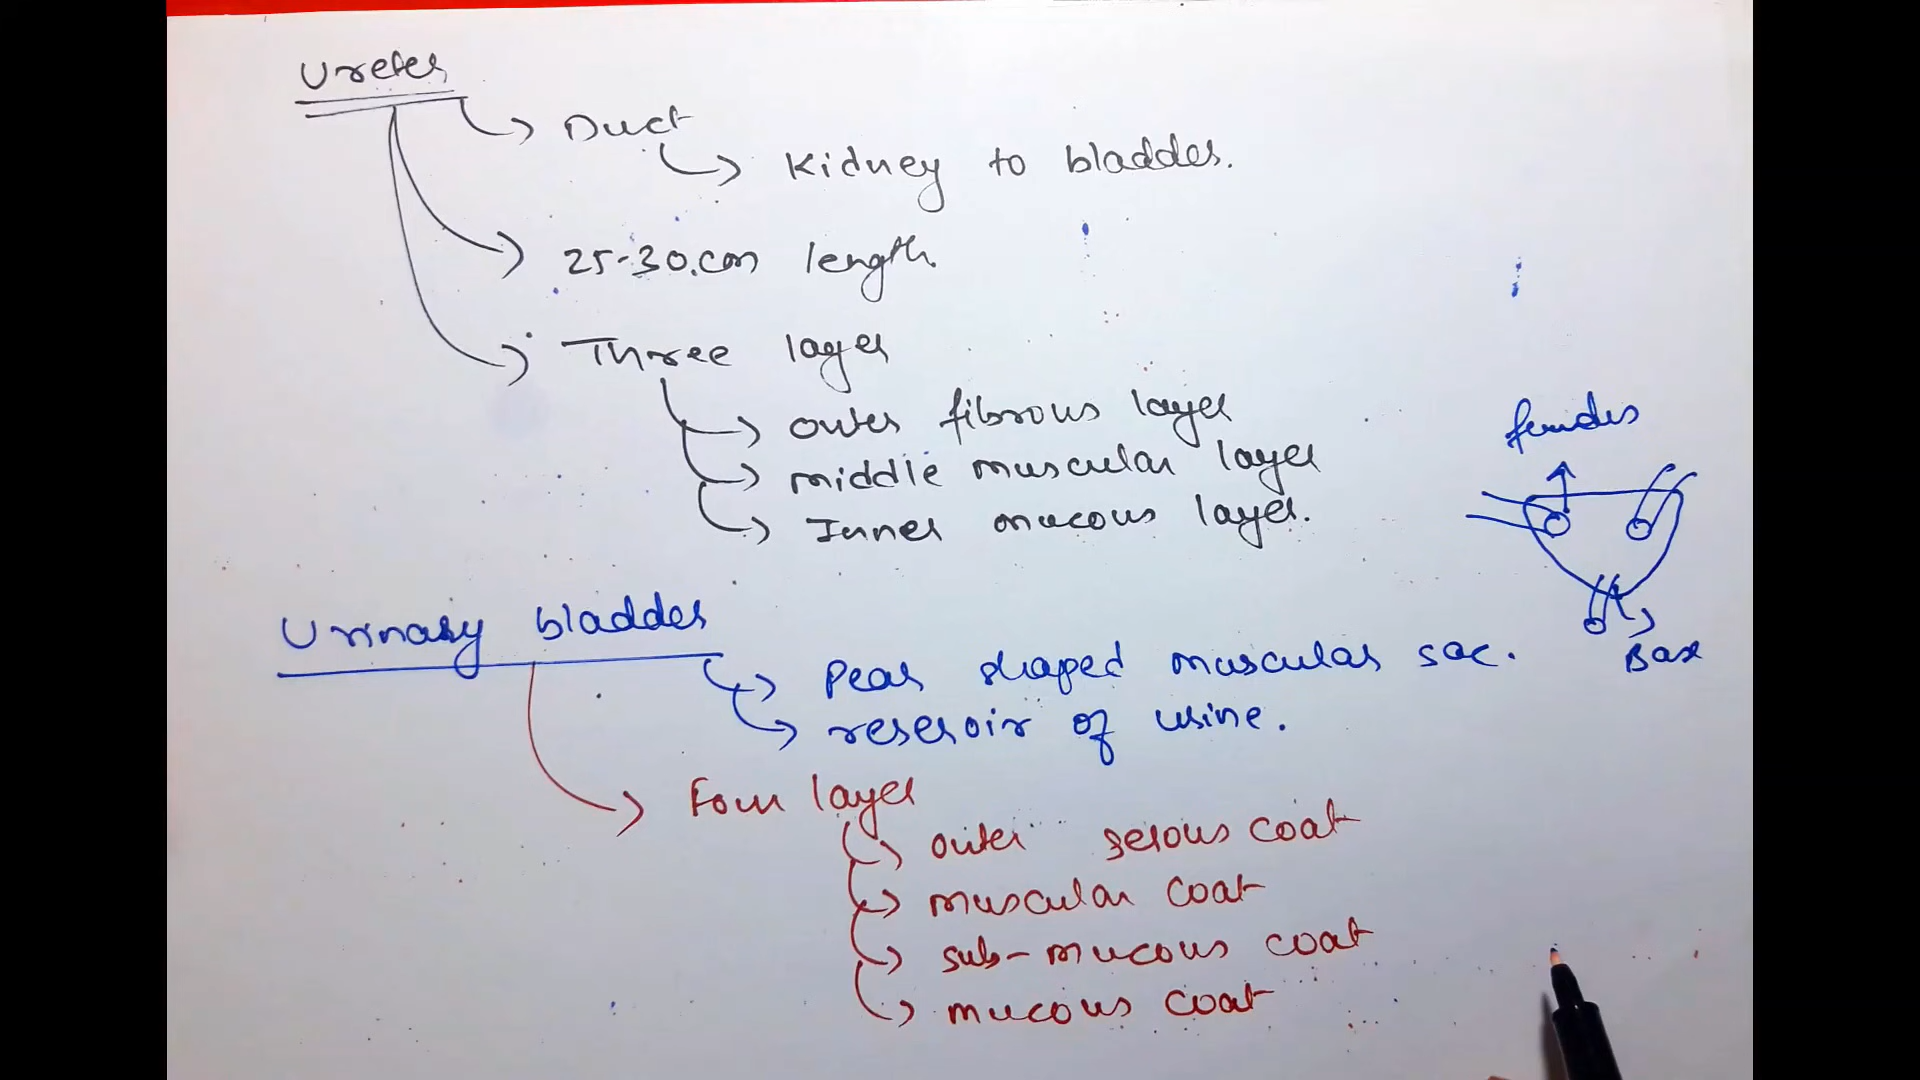 Ureter
Duct
Kidney to bladder.
25-30.cm length.
Three layer
outer fibrous layer
middle muscular layer
Inner mucous layer.
Urinary bladder
Pear shaped muscular sac.
reservoir of urine.
Base
Four layer
outer serous coat
muscular coat
sub-mucous coat
mucous coat